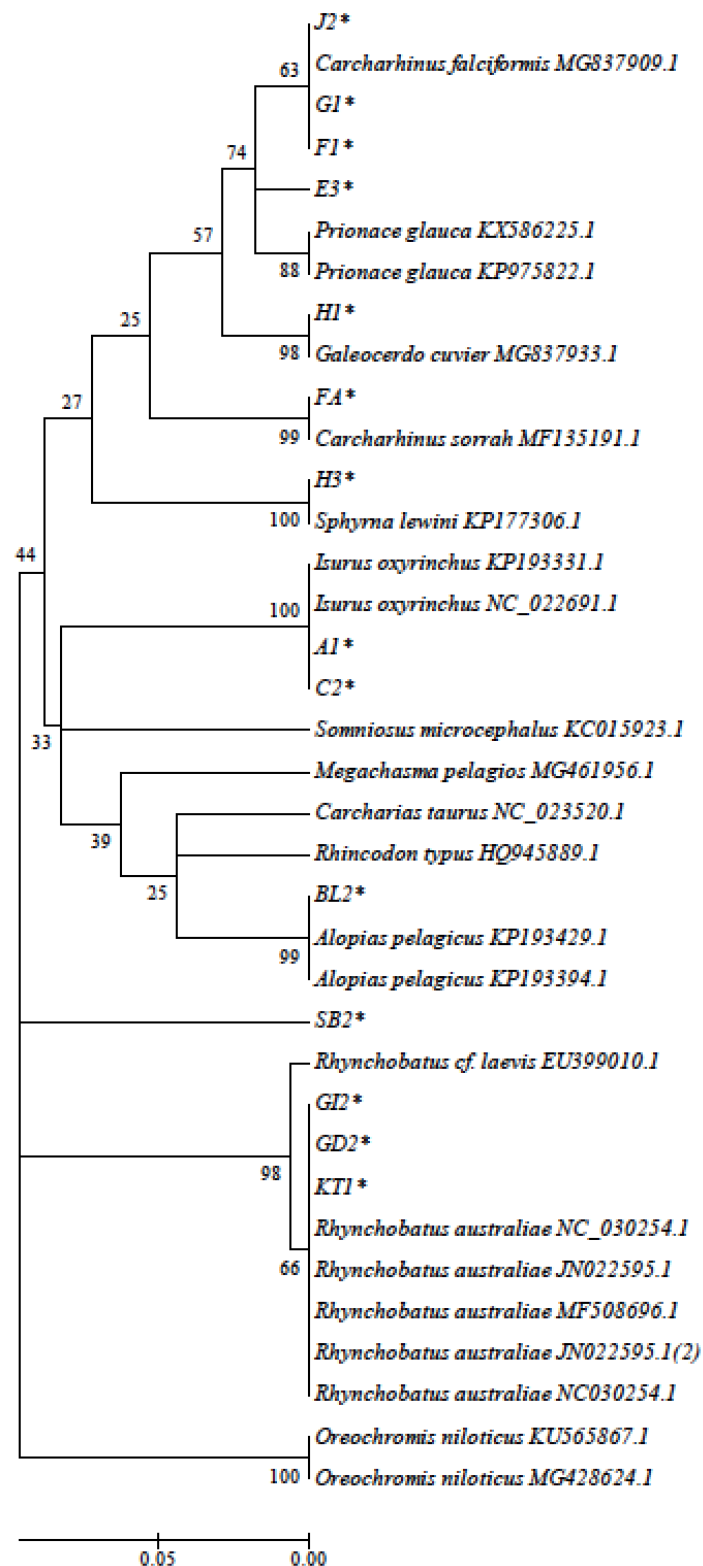 J2*
63
Carcharhinus falciformis MG837909.1
G1*
74
F1*
E3*
57
Prionace glauca KX586225.1
88
Prionace glauca KP975822.1
H1*
25
98
Galeocerdo cuvier MG837933.1
FA*
27
99
Carcharhinus sorrah MF135191.1
H3*
100
Sphyrna lewini KP177306.1
44
Isurus oxyrinchus KP193331.1
100
Isurus oxyrinchus NC_022691.1
A1*
C2*
Somniosus microcephalus KC015923.1
33
Megachasma pelagios MG461956.1
Carcharias taurus NC_023520.1
39
Rhincodon typus HQ945889.1
25
BL2*
Alopias pelagicus KP193429.1
99
Alopias pelagicus KP193394.1
SB2*
Rhynchobatus cf. laevis EU399010.1
GI2*
GD2*
98
KT1*
Rhynchobatus australiae NC_030254.1
66
Rhynchobatus australiae JN022595.1
Rhynchobatus australiae MF508696.1
Rhynchobatus australiae JN022595.1(2)
Rhynchobatus australiae NC030254.1
Oreochromis niloticus KU565867.1
100
Oreochromis niloticus MG428624.1
0.05 0.00